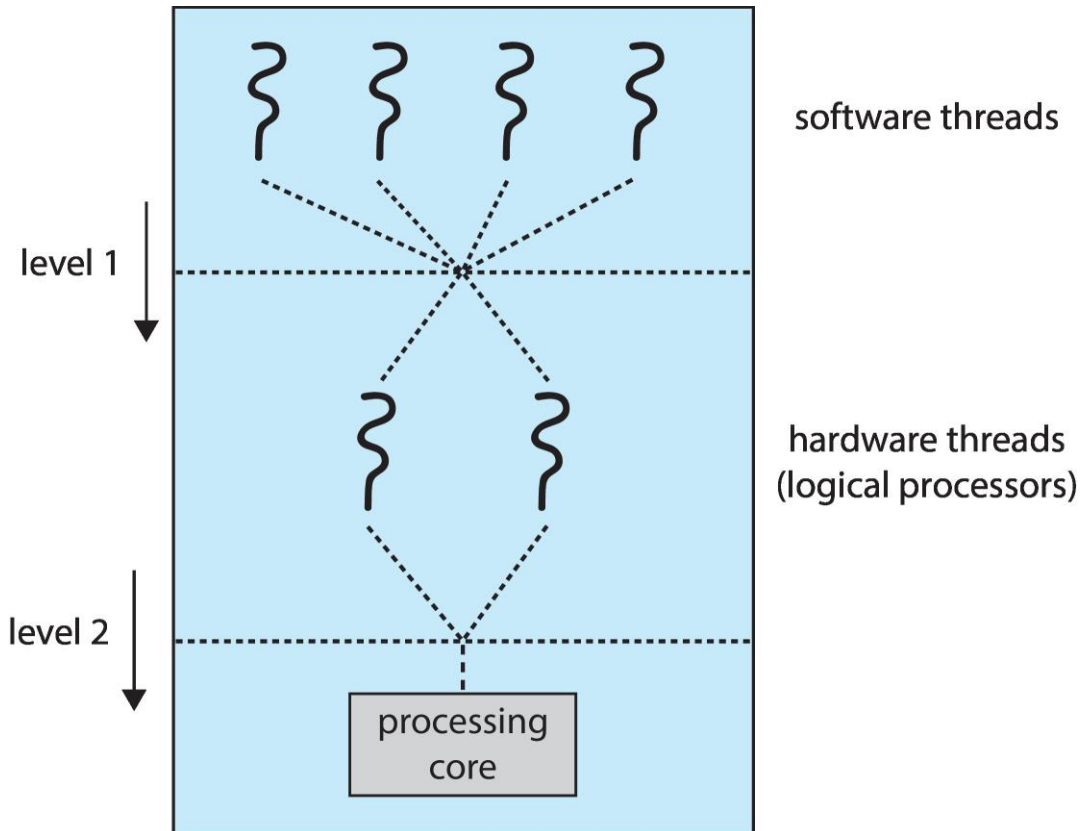 software threads
level 1
hardware threads
(logical processors)
level 2
processing
core